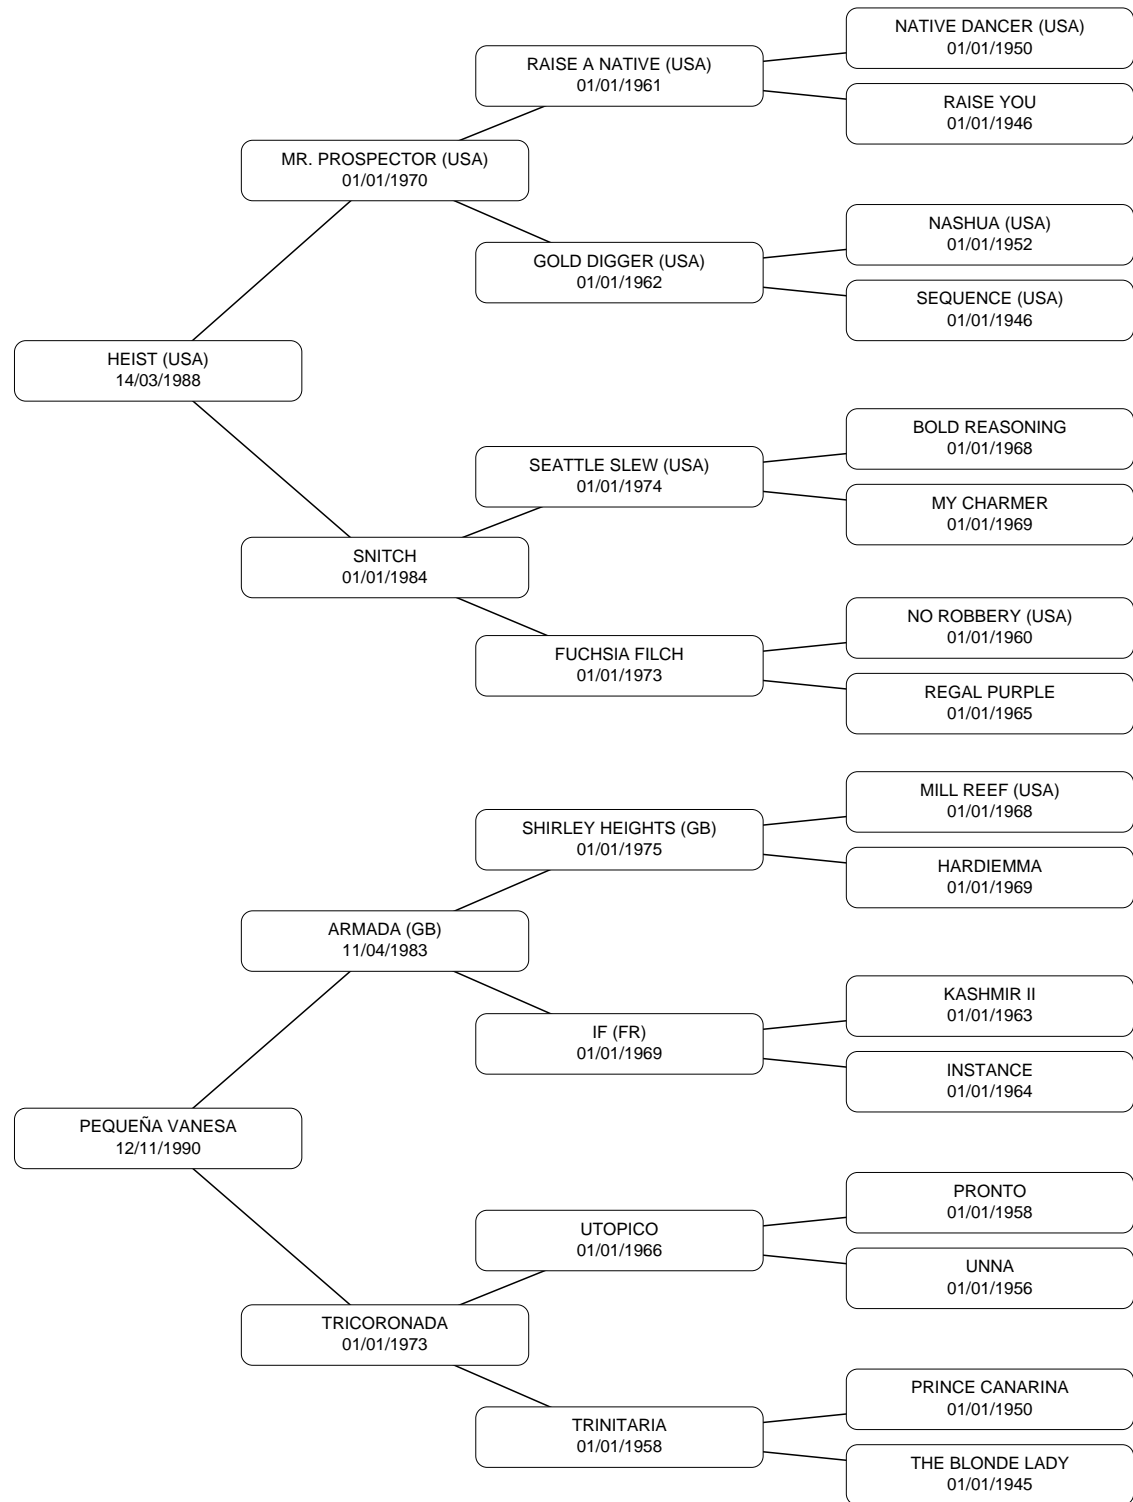 NATIVE DANCER (USA)
01/01/1950
RAISE A NATIVE (USA)
01/01/1961
RAISE YOU
01/01/1946
MR. PROSPECTOR (USA)
01/01/1970
NASHUA (USA)
01/01/1952
GOLD DIGGER (USA)
01/01/1962
SEQUENCE (USA)
01/01/1946
HEIST (USA)
14/03/1988
BOLD REASONING
01/01/1968
SEATTLE SLEW (USA)
01/01/1974
MY CHARMER
01/01/1969
SNITCH
01/01/1984
NO ROBBERY (USA)
01/01/1960
FUCHSIA FILCH
01/01/1973
REGAL PURPLE
01/01/1965
MILL REEF (USA)
01/01/1968
SHIRLEY HEIGHTS (GB)
01/01/1975
HARDIEMMA
01/01/1969
ARMADA (GB)
11/04/1983
KASHMIR II
01/01/1963
IF (FR)
01/01/1969
INSTANCE
01/01/1964
PEQUEÑA VANESA
12/11/1990
PRONTO
01/01/1958
UTOPICO
01/01/1966
UNNA
01/01/1956
TRICORONADA
01/01/1973
PRINCE CANARINA
01/01/1950
TRINITARIA
01/01/1958
THE BLONDE LADY
01/01/1945